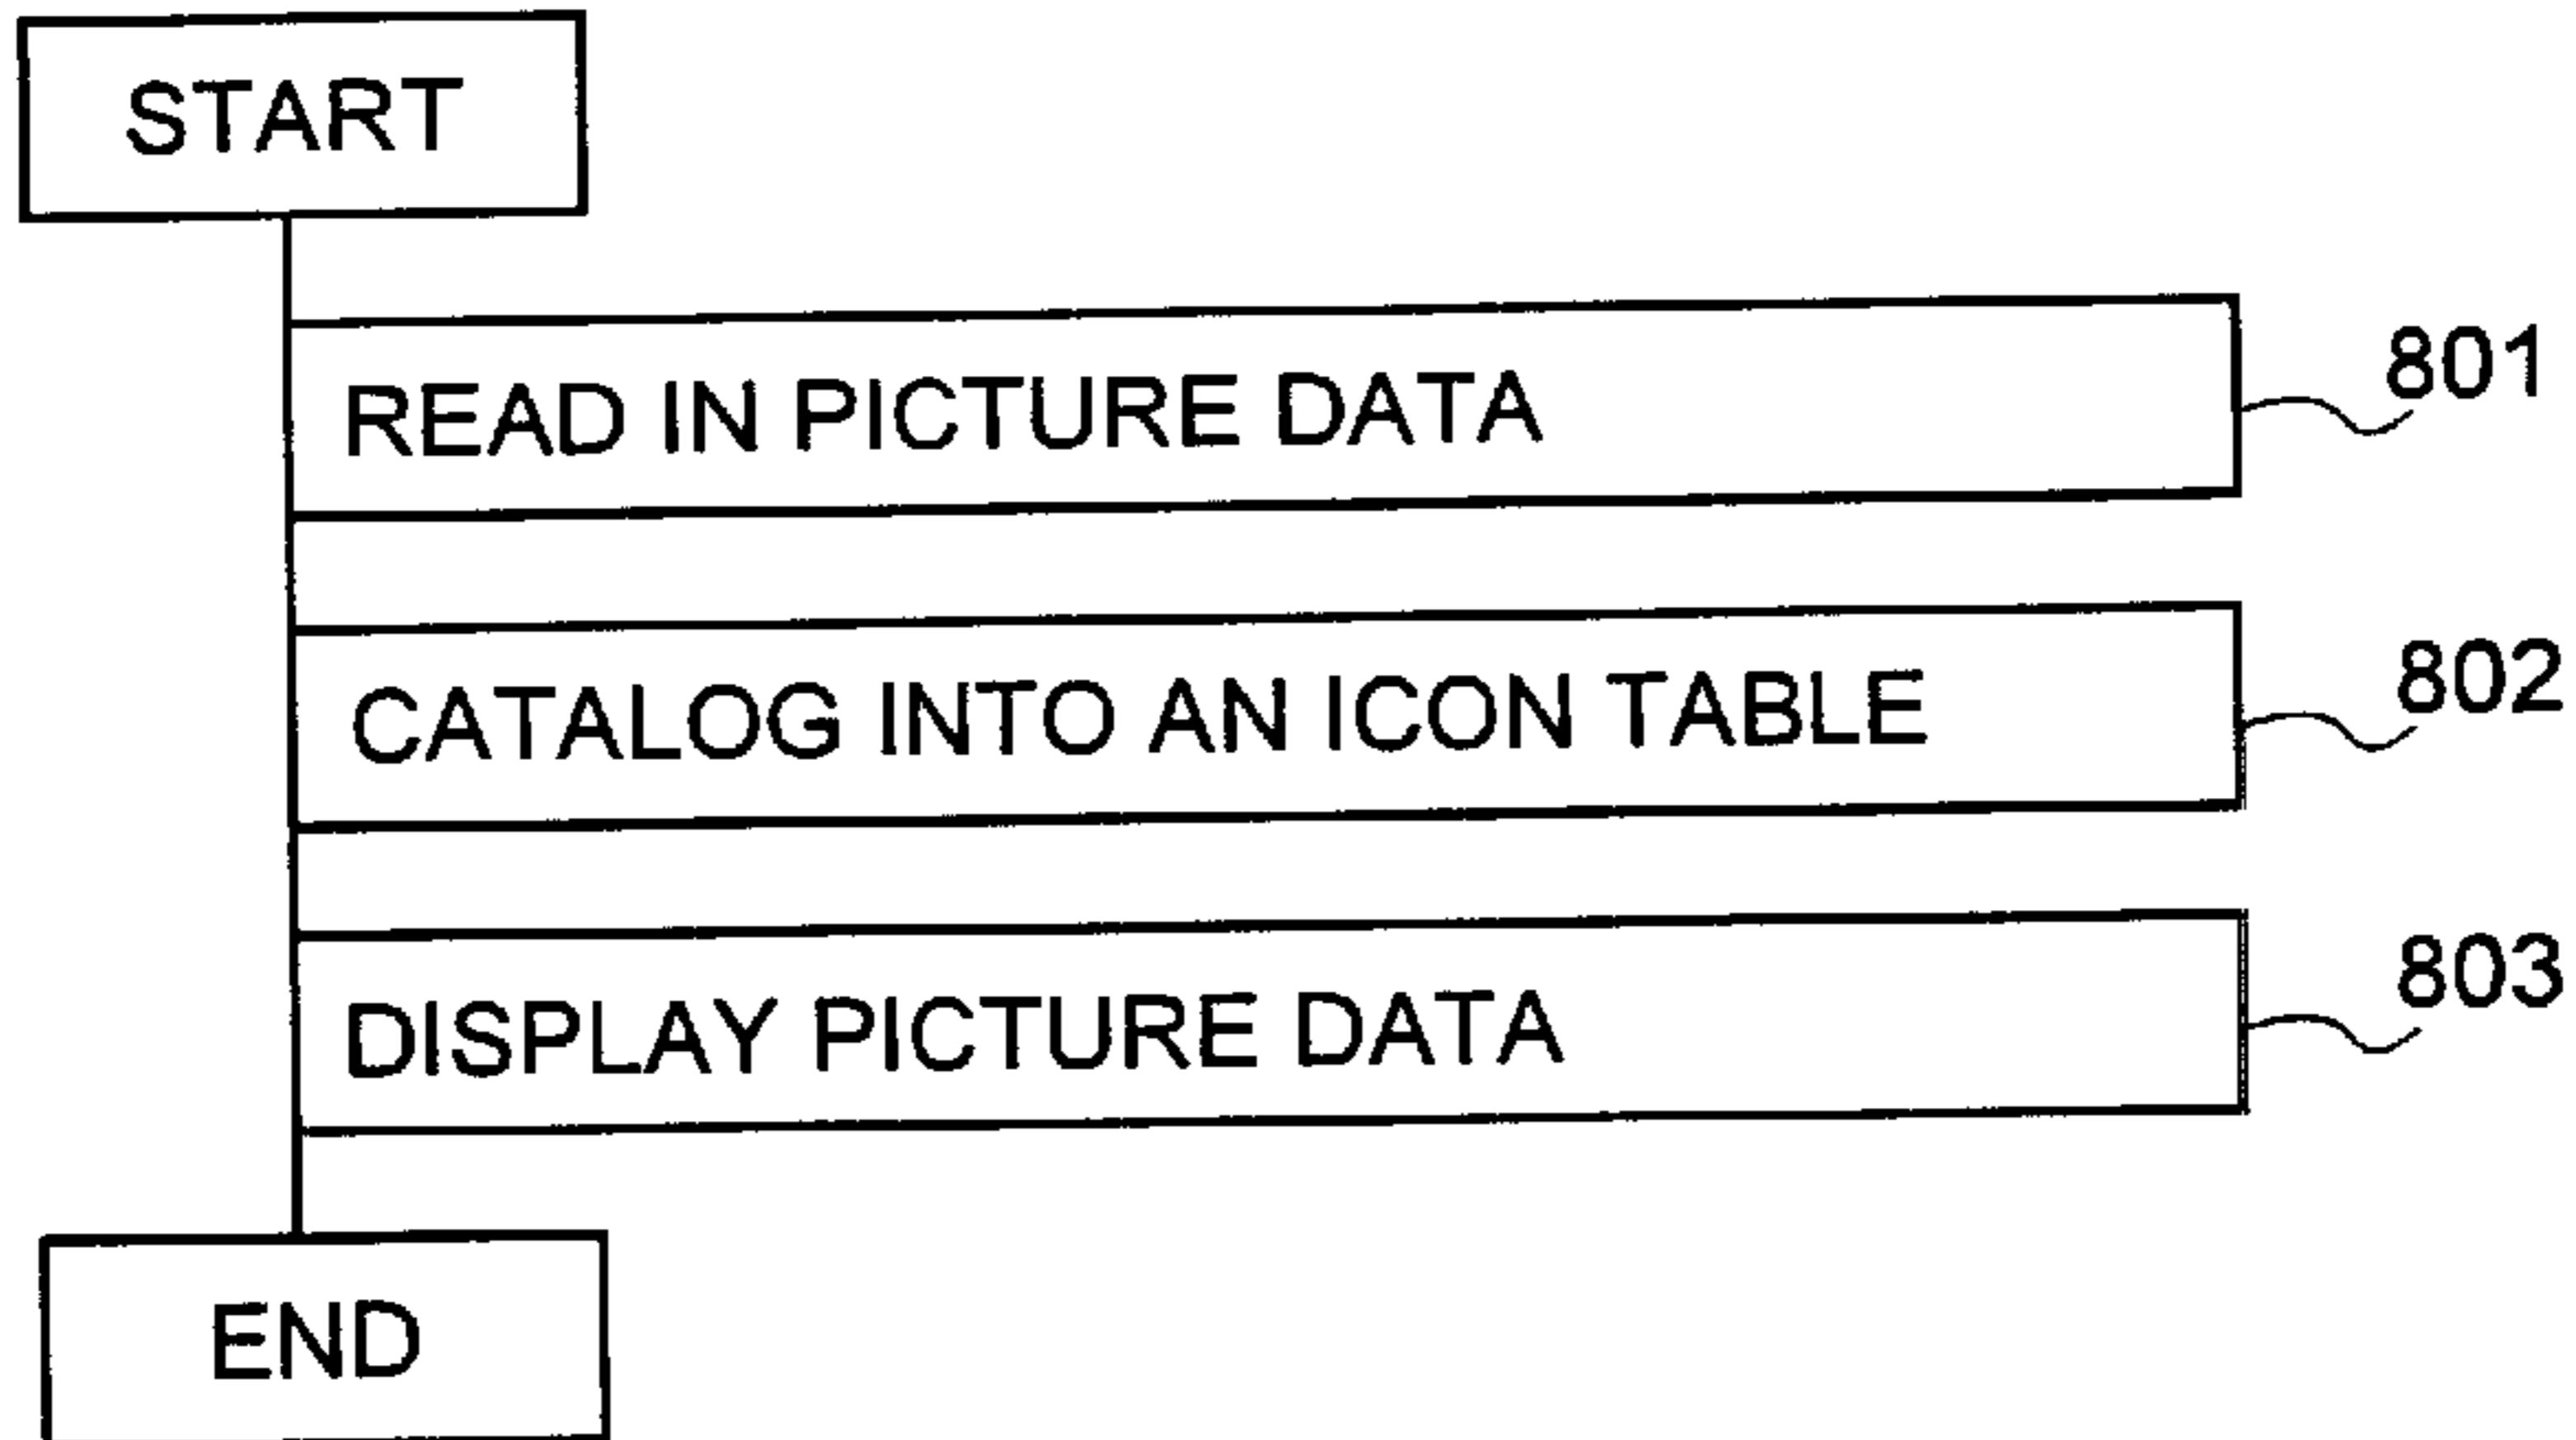 START
READ IN PICTURE DATA
801
CATALOG INTO AN ICON TABLE
802
DISPLAY PICTURE DATA
803
END